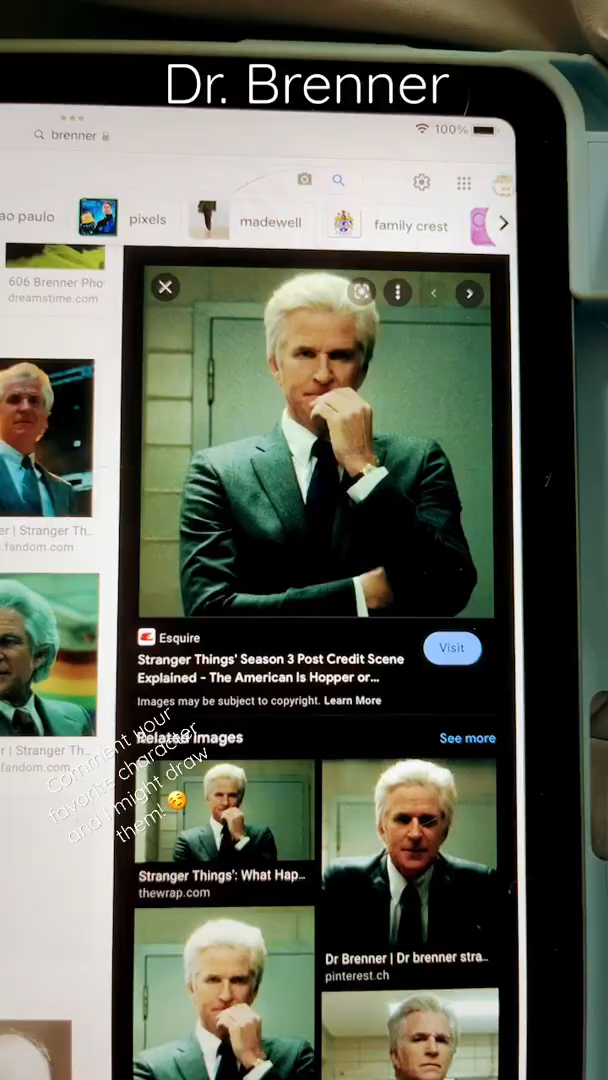 Dr. Brenner
brenner
100%
ao paulo
pixels
madewell
family crest
606 Brenner Pho
dreamstime.com
er | Stranger Th..
.fandom.com
Esquire
Visit
Stranger Things' Season 3 Post Credit Scene
Explained - The American Is Hopper or...
Images may be subject to copyright. Learn More
Related images
See more
r | Stranger Th..
fandom.com
Comment your
favorite character
and I might draw
them! 🥰
Stranger Things': What Hap...
thewrap.com
Dr Brenner | Dr brenner stra..
pinterest.ch